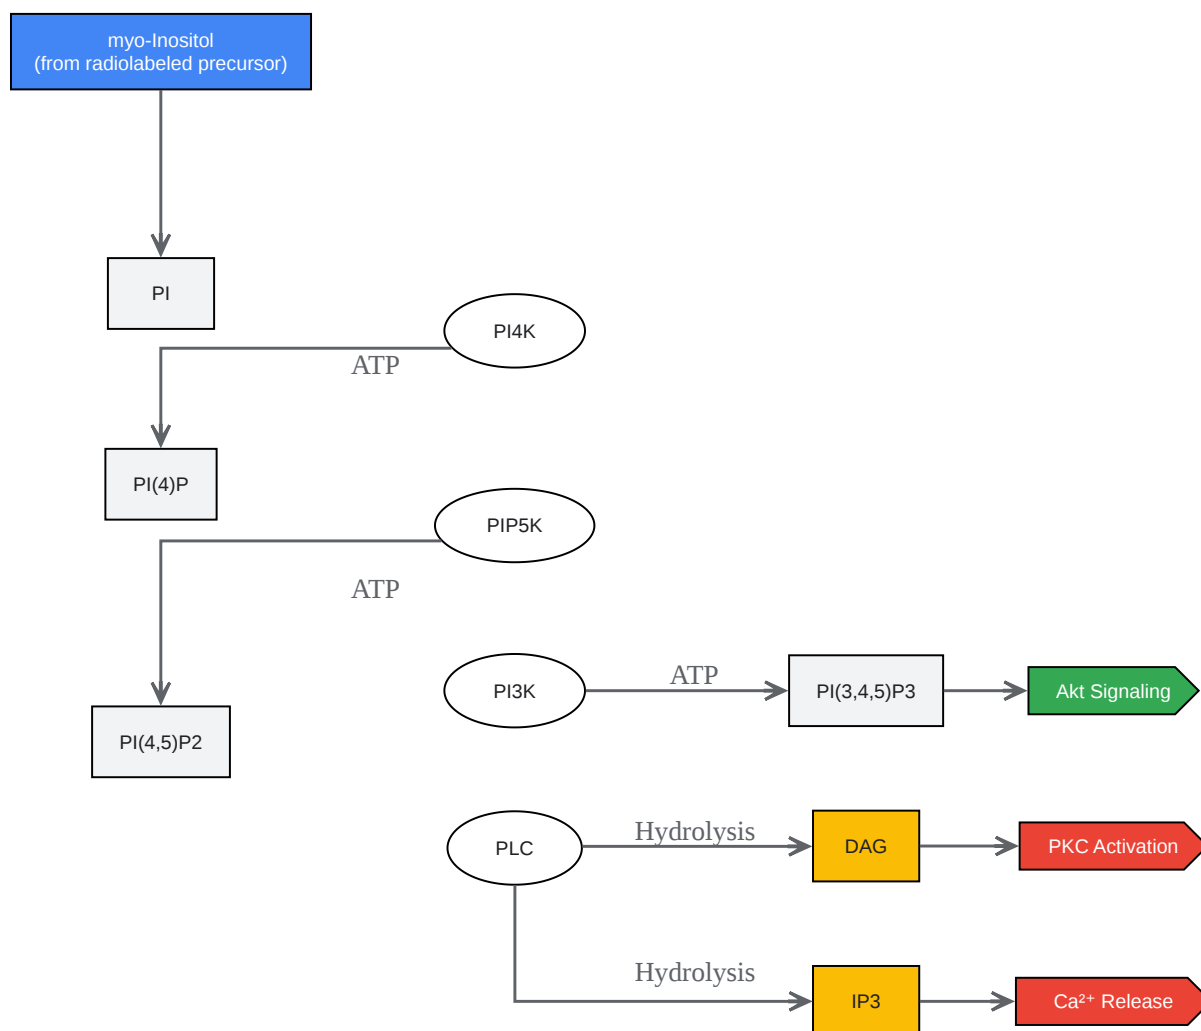 myo-Inositol
(from radiolabeled precursor)
PI
PI4K
ATP
PI(4)P
PIP5K
ATP
PI3K
ATP
PI(3,4,5)P3
Akt Signaling
PI(4,5)P2
PLC
Hydrolysis
DAG
PKC Activation
Hydrolysis
IP3
Ca²⁺ Release